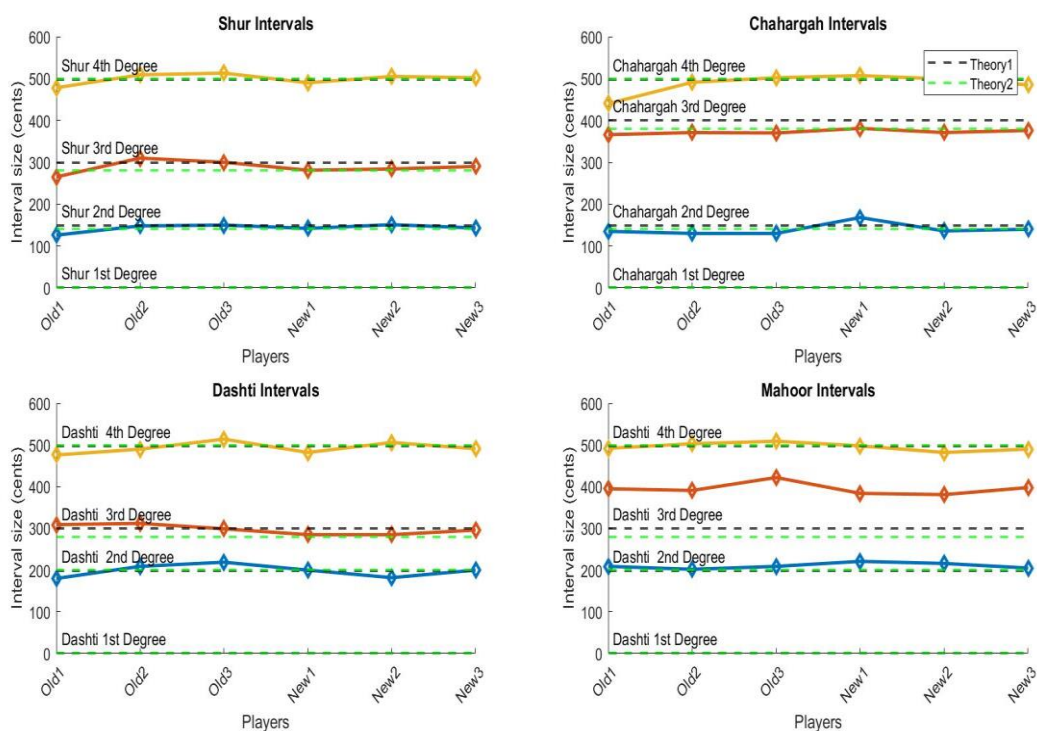 Shur Intervals
600
500
400
300
200
100
0
Interval size (cents)
Shur 4th Degree
Shur 3rd Degree
Shur 2nd Degree
Shur 1st Degree
Old1
Old2
Old3
New1
New2
New3
Players
Chahargah Intervals
600
500
400
300
200
100
0
Interval size (cents)
Chahargah 4th Degree
Chahargah 3rd Degree
Chahargah 2nd Degree
Chahargah 1st Degree
Theory1
Theory2
Old1
Old2
Old3
New1
New2
New3
Players
Dashti Intervals
600
500
400
300
200
100
0
Interval size (cents)
Dashti 4th Degree
Dashti 3rd Degree
Dashti 2nd Degree
Dashti 1st Degree
Old1
Old2
Old3
New1
New2
New3
Players
Mahoor Intervals
600
500
400
300
200
100
0
Interval size (cents)
Dashti 4th Degree
Dashti 3rd Degree
Dashti 2nd Degree
Dashti 1st Degree
Old1
Old2
Old3
New1
New2
New3
Players